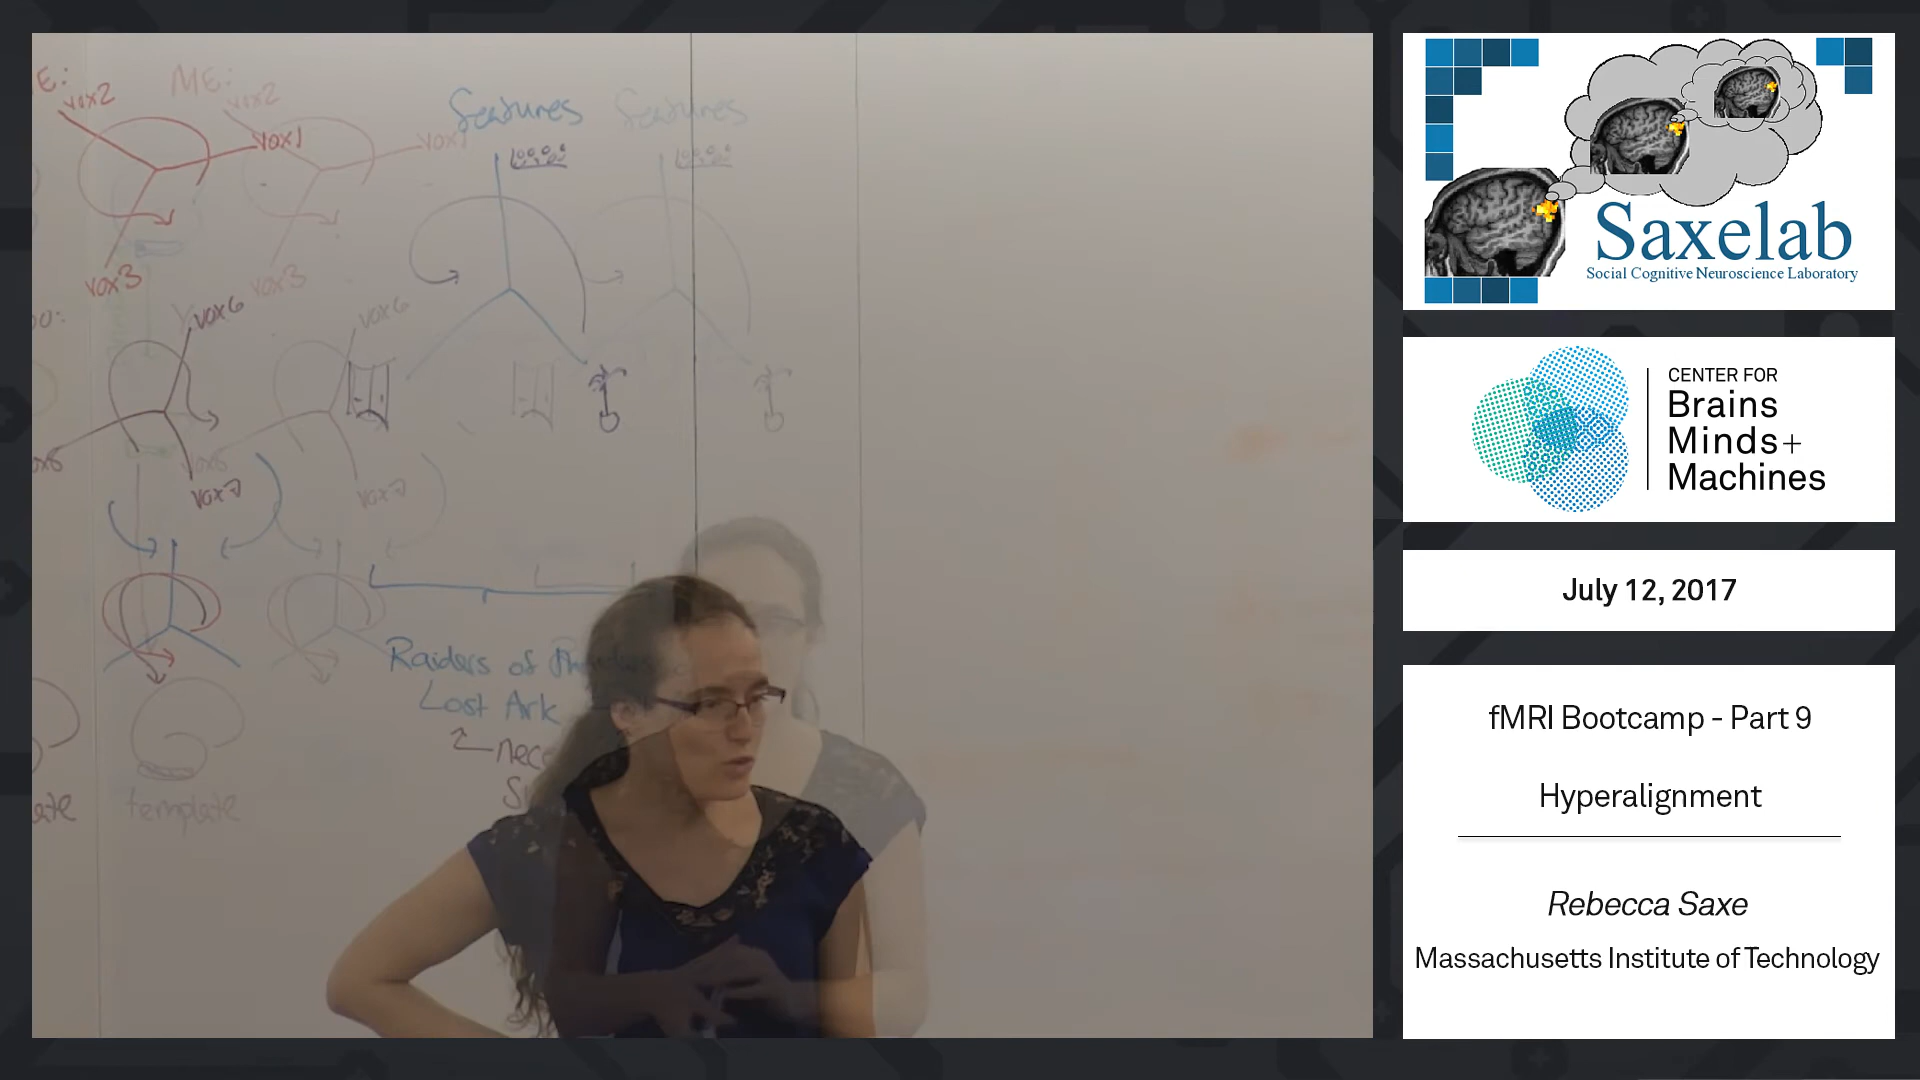 E:
ME:
vox2
vox2
features
features
vox1
vox1
vox3
vox3
vox6
vox6
vox7
vox7
Raiders of
Lost Ark
template
Saxelab
Social Cognitive Neuroscience Laboratory
CENTER FOR
Brains
Minds+
Machines
July 12, 2017
fMRI Bootcamp - Part 9
Hyperalignment
Rebecca Saxe
Massachusetts Institute of Technology